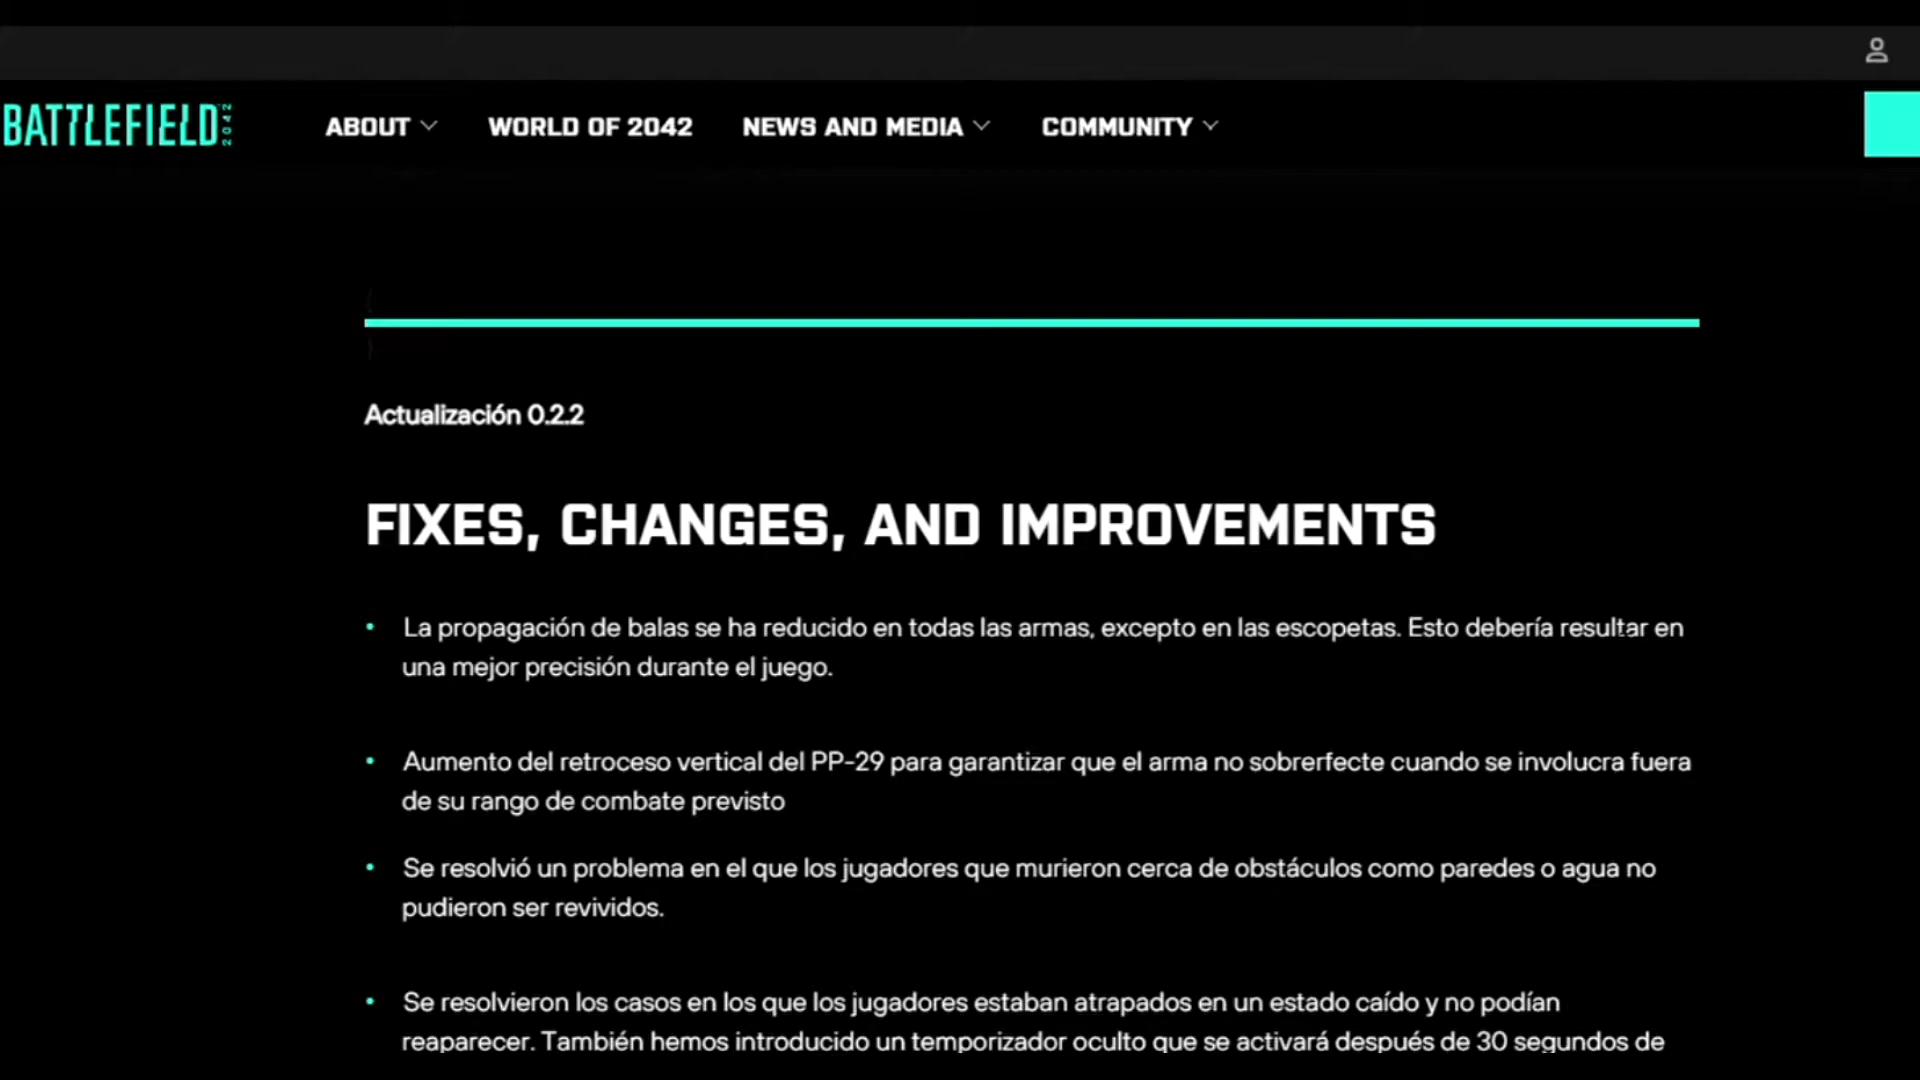 BATTLEFIELD 2042
ABOUT
WORLD OF 2042
NEWS AND MEDIA
COMMUNITY
Actualización 0.2.2
FIXES, CHANGES, AND IMPROVEMENTS
• La propagación de balas se ha reducido en todas las armas, excepto en las escopetas. Esto debería resultar en
una mejor precisión durante el juego.
• Aumento del retroceso vertical del PP-29 para garantizar que el arma no sobrerfecte cuando se involucra fuera
de su rango de combate previsto
• Se resolvió un problema en el que los jugadores que murieron cerca de obstáculos como paredes o agua no
pudieron ser revividos.
• Se resolvieron los casos en los que los jugadores estaban atrapados en un estado caído y no podían
reaparecer. También hemos introducido un temporizador oculto que se activará después de 30 segundos de